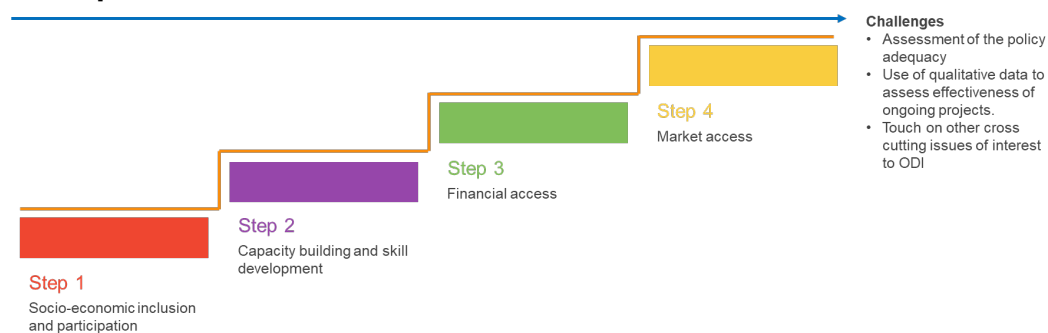 Challenges
• Assessment of the policy
adequacy
• Use of qualitative data to
assess effectiveness of
ongoing projects.
• Touch on other cross
cutting issues of interest
to ODI
Step 4
Market access
Step 3
Financial access
Step 2
Capacity building and skill
development
Step 1
Socio-economic inclusion
and participation